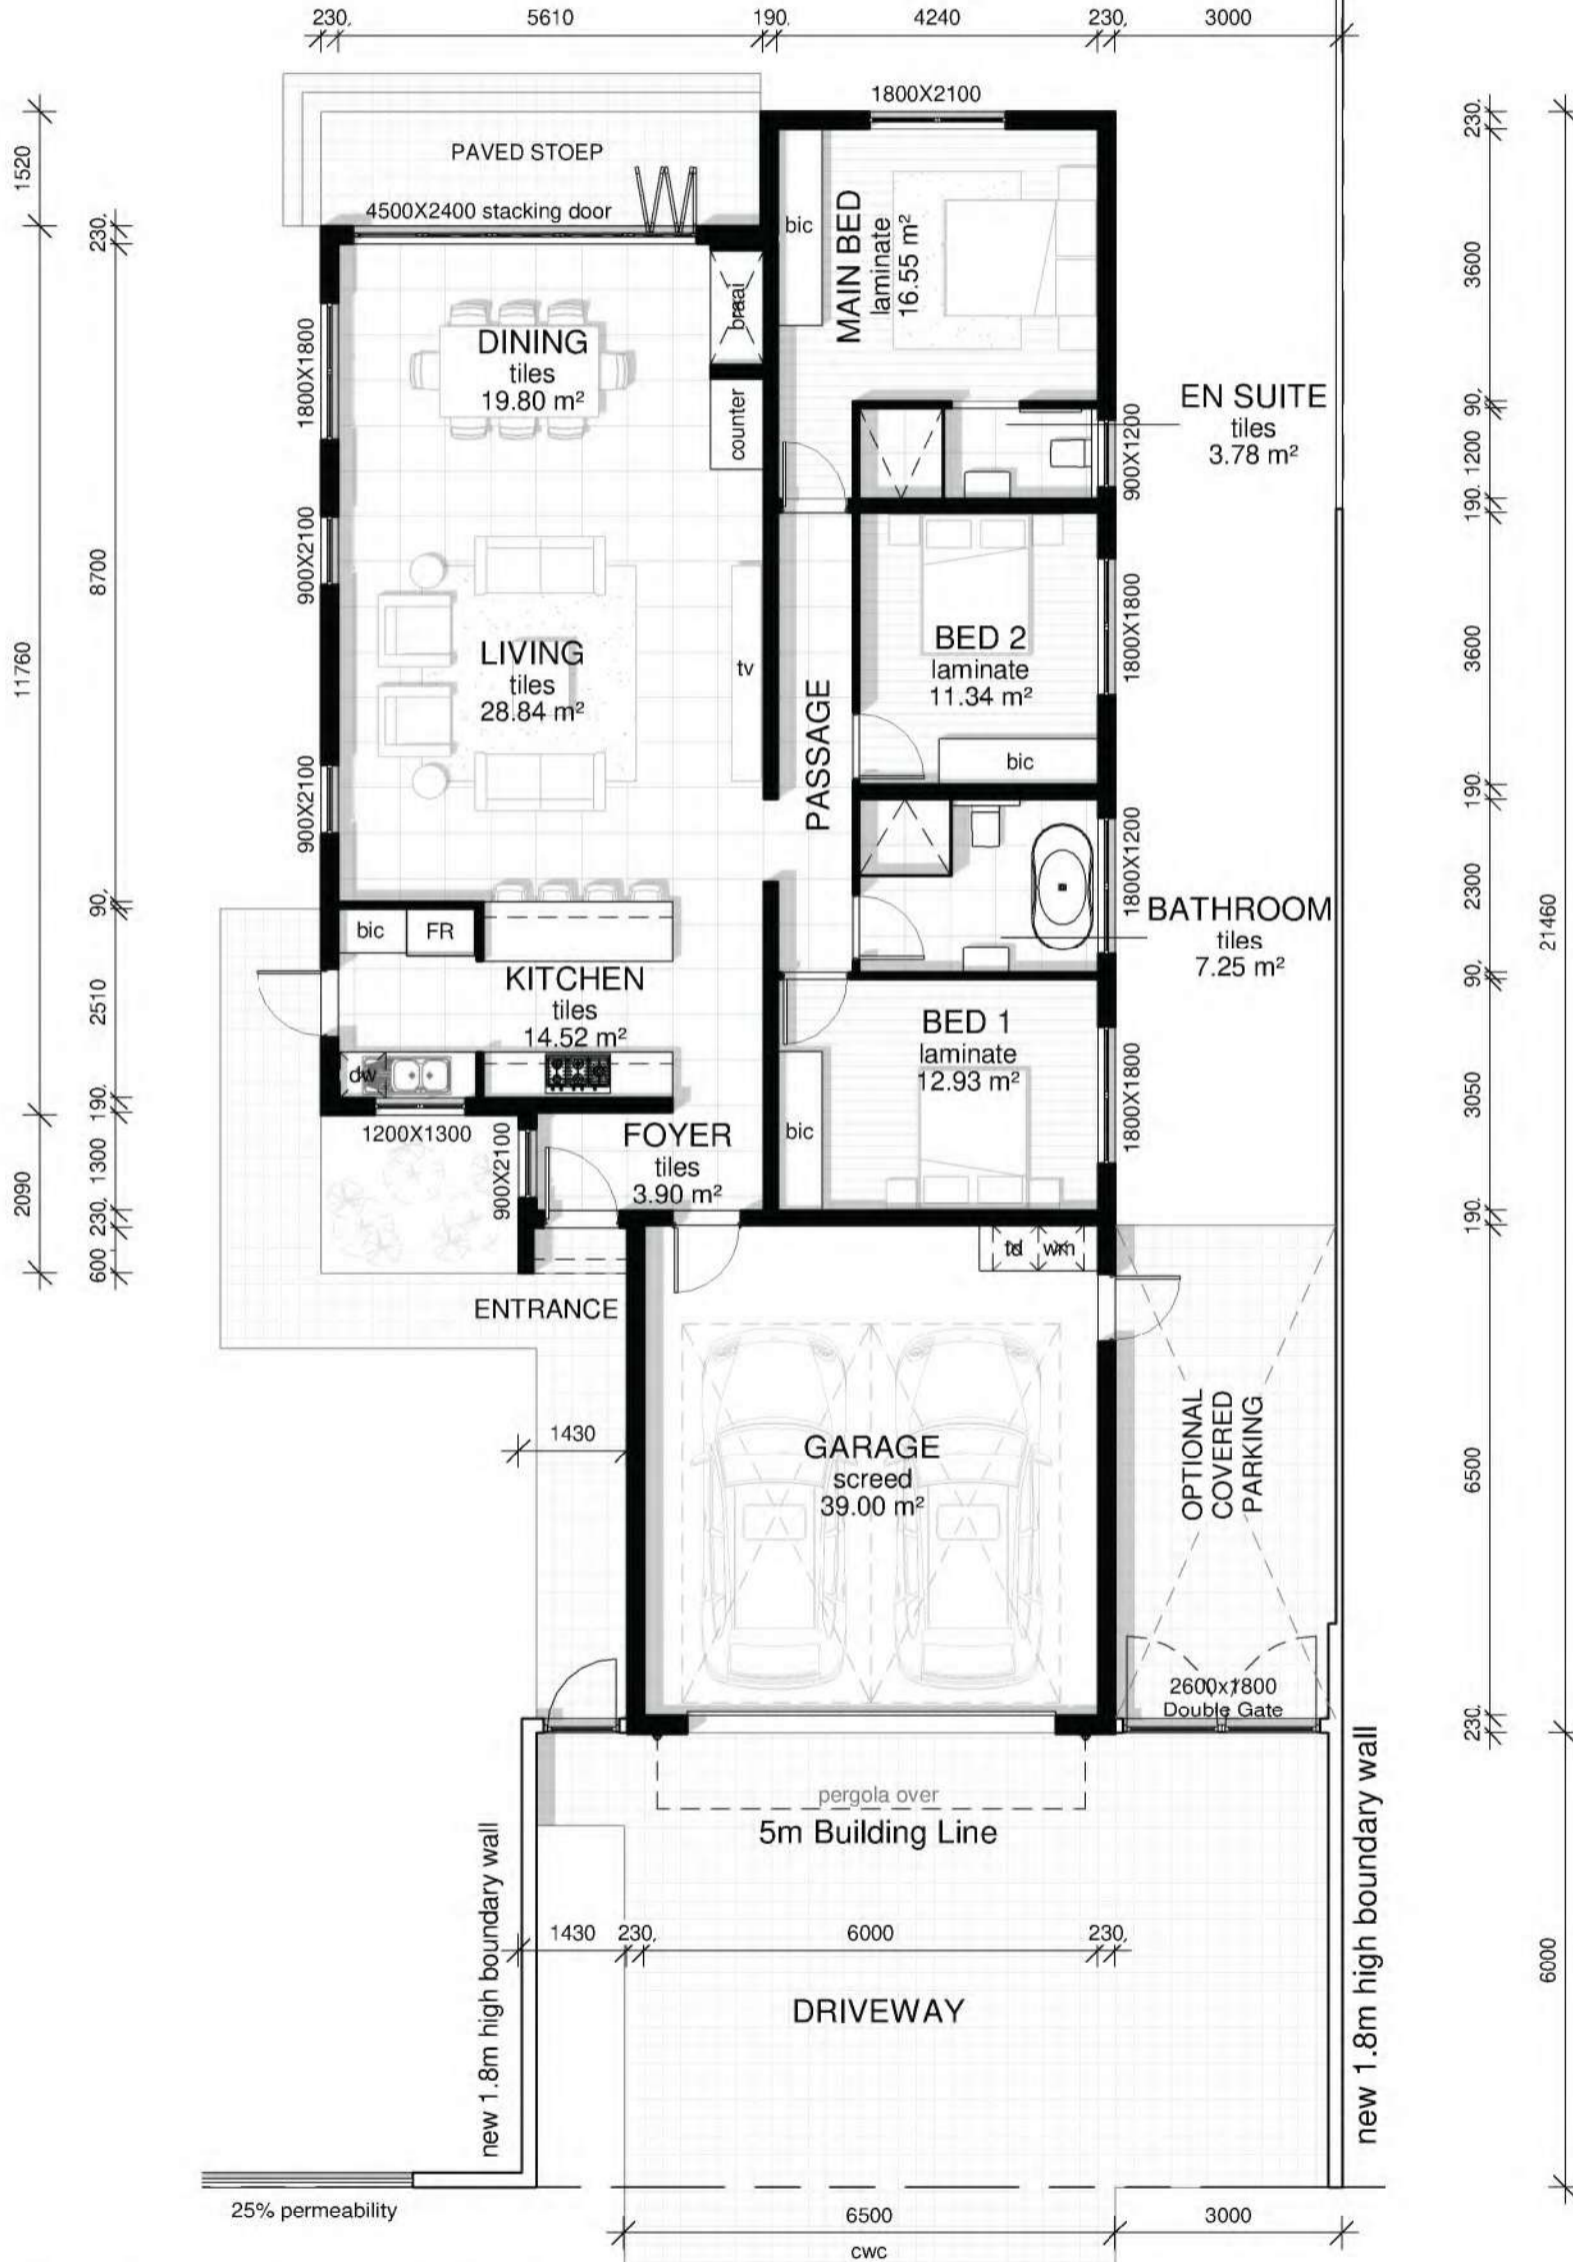 230, 5610 190. 4240 230, 3000
1800X2100
PAVED STOEP
4500X2400 stacking door
bic
MAIN BED
laminate
16.55 m²
braai
DINING
tiles
19.80 m²
1800X1800
counter
EN SUITE
tiles
3.78 m²
900X1200
900X2100
LIVING
tiles
28.84 m²
tv
PASSAGE
BED 2
laminate
11.34 m²
1800X1800
bic
900X2100
1800X1200
BATHROOM
tiles
7.25 m²
bic
FR
KITCHEN
tiles
14.52 m²
dw
BED 1
laminate
12.93 m²
1800X1800
bic
1200X1300
900X2100
FOYER
tiles
3.90 m²
td
wm
ENTRANCE
1430
GARAGE
screed
39.00 m²
OPTIONAL
COVERED
PARKING
2600x1800
Double Gate
pergola over
5m Building Line
new 1.8m high boundary wall
new 1.8m high boundary wall
1430 230, 6000 230,
DRIVEWAY
25% permeability
6500 3000
cwc
1520
11760
2090
230,
8700
90,
2510
190.
1300
230,
600
230,
3600
90,
1200
190.
3600
190.
2300
90,
3050
190.
6500
230,
21460
6000